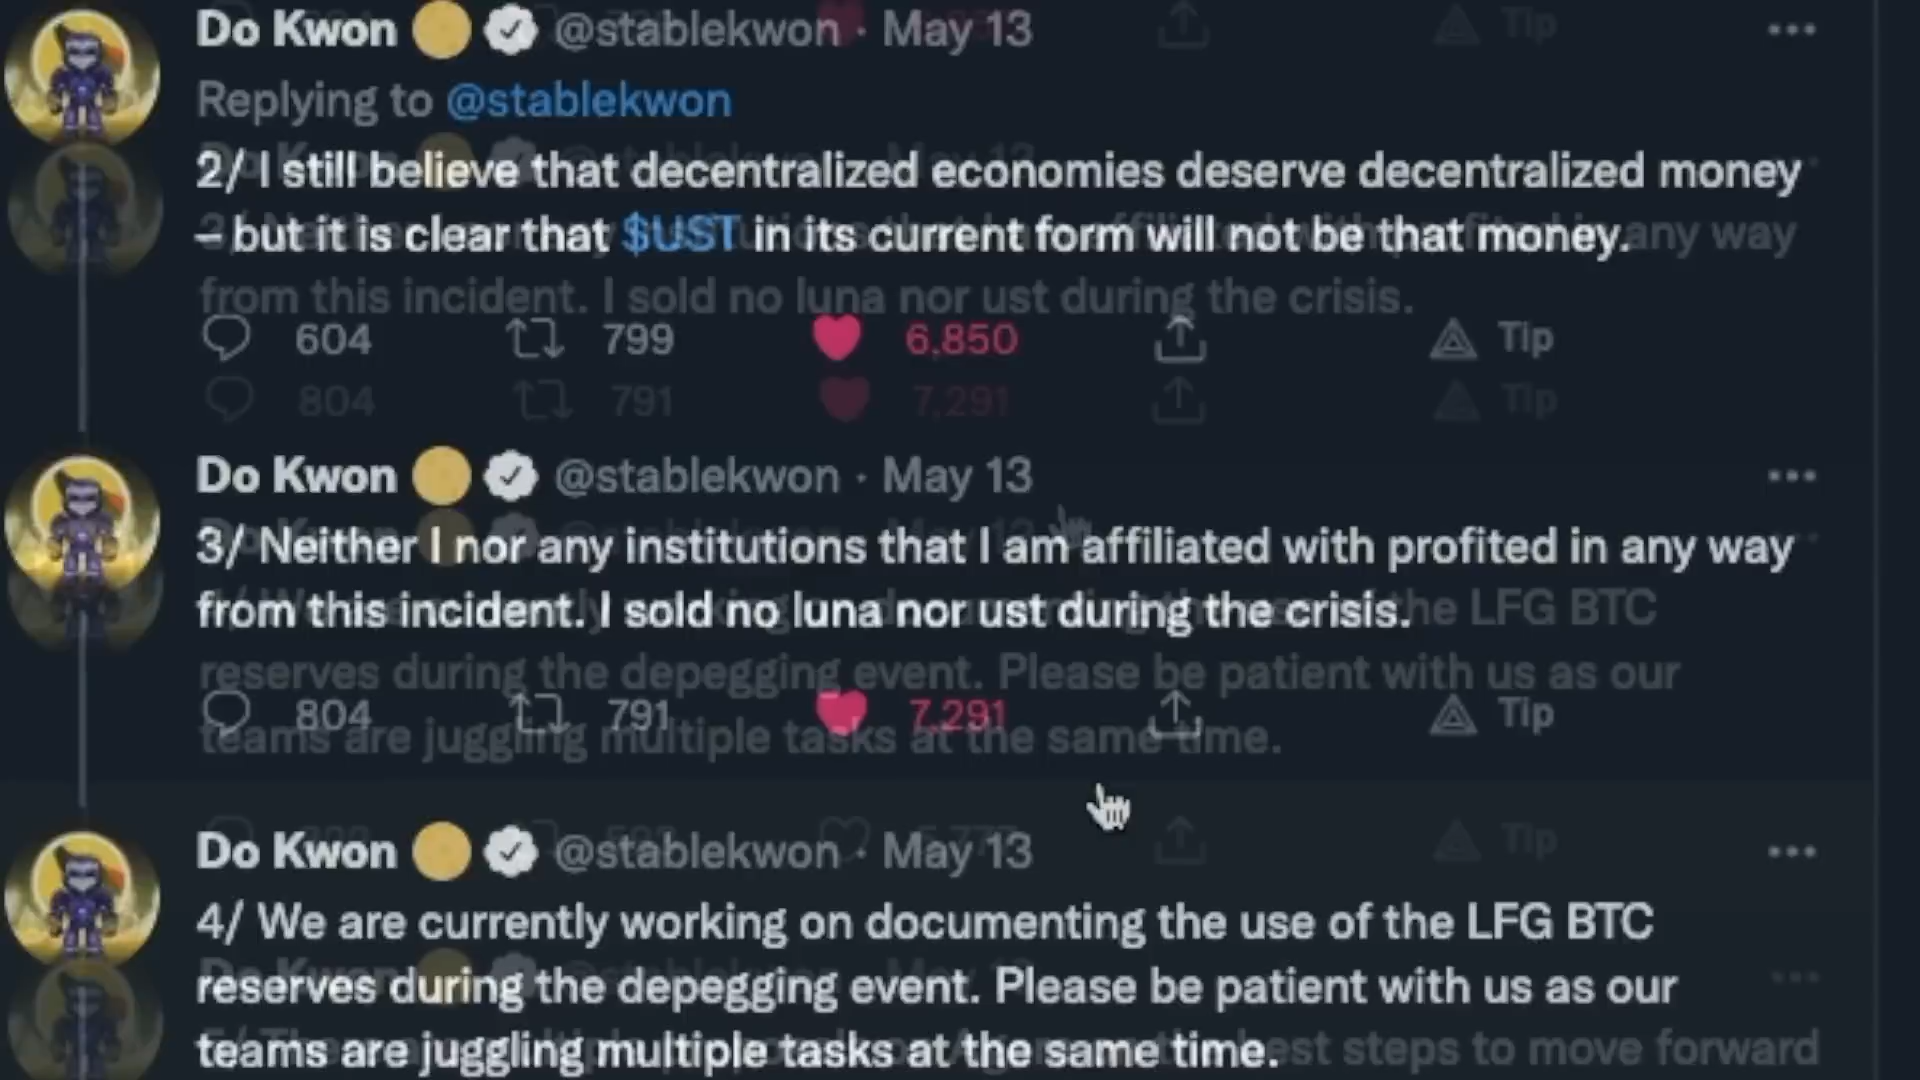 Do Kwon @stablekwon · May 13
Replying to @stablekwon
2/ I still believe that decentralized economies deserve decentralized money
– but it is clear that $UST in its current form will not be that money.
604 799 6,850 Tip
Do Kwon @stablekwon · May 13
3/ Neither I nor any institutions that I am affiliated with profited in any way
from this incident. I sold no luna nor ust during the crisis.
804 791 7,291 Tip
Do Kwon @stablekwon · May 13
4/ We are currently working on documenting the use of the LFG BTC
reserves during the depegging event. Please be patient with us as our
teams are juggling multiple tasks at the same time.